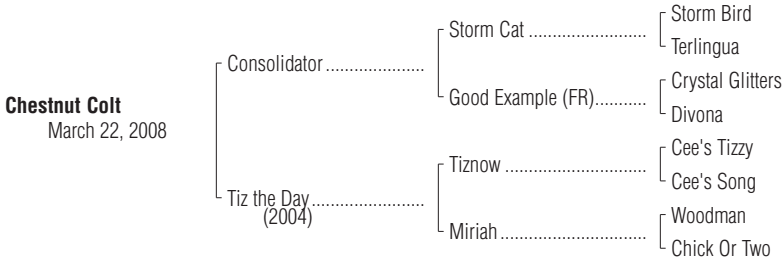 Storm Bird
Storm Cat ..........................
Terlingua
Consolidator.....................
Crystal Glitters
Good Example (FR)...........
Divona
Chestnut Colt
March 22, 2008
Cee's Tizzy
Tiznow ................................
Cee's Song
Tiz the Day........................
(2004)
Woodman
Miriah.................................
Chick Or Two